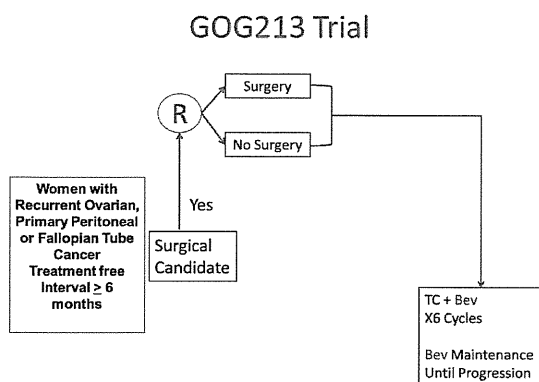 GOG213 Trial
Surgery
R
No Surgery
Women with
Recurrent Ovarian,
Primary Peritoneal
or Fallopian Tube
Cancer
Treatment free
Interval ≥ 6
months
Yes
Surgical
Candidate
TC + Bev
X6 Cycles
Bev Maintenance
Until Progression